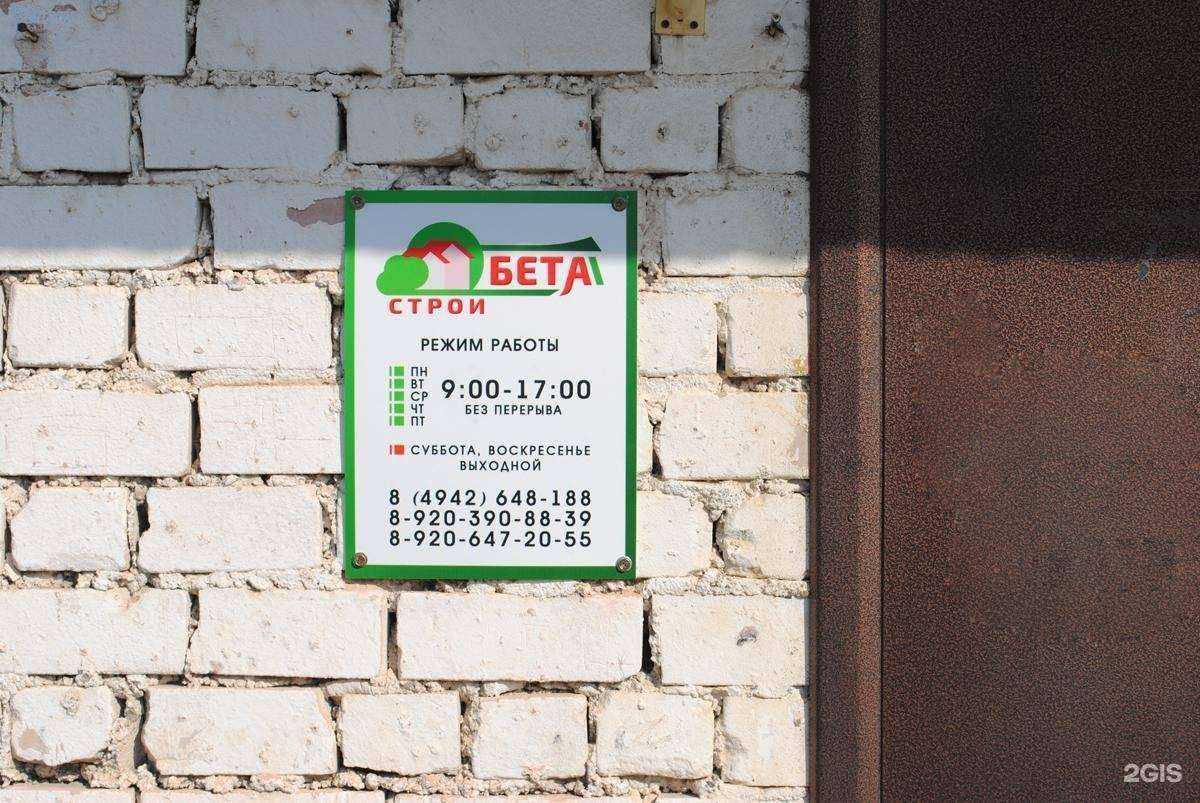 БЕТА
СТРОЙ
РЕЖИМ РАБОТЫ
ПН
ВТ
СР
ЧТ
ПТ
9:00-17:00
БЕЗ ПЕРЕРЫВА
СУББОТА, ВОСКРЕСЕНЬЕ
ВЫХОДНОЙ
8 (4942) 648-188
8-920-390-88-39
8-920-647-20-55
2GIS